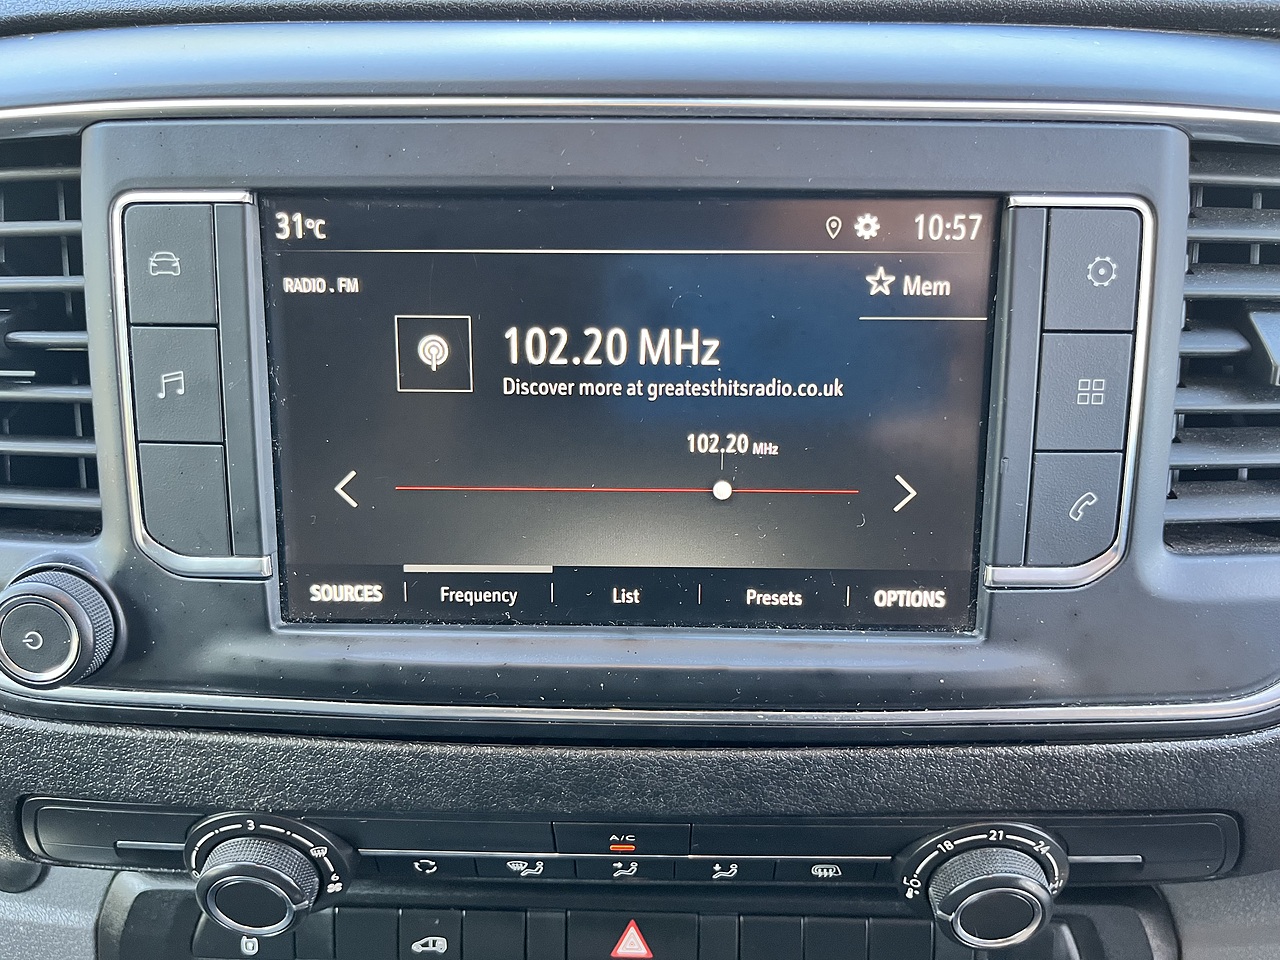 31°C 10:57
RADIO . FM
Mem
102.20 MHz
Discover more at greatesthitsradio.co.uk
102.20 MHz
SOURCES Frequency List Presets OPTIONS
3
A/C
21
18 24
6